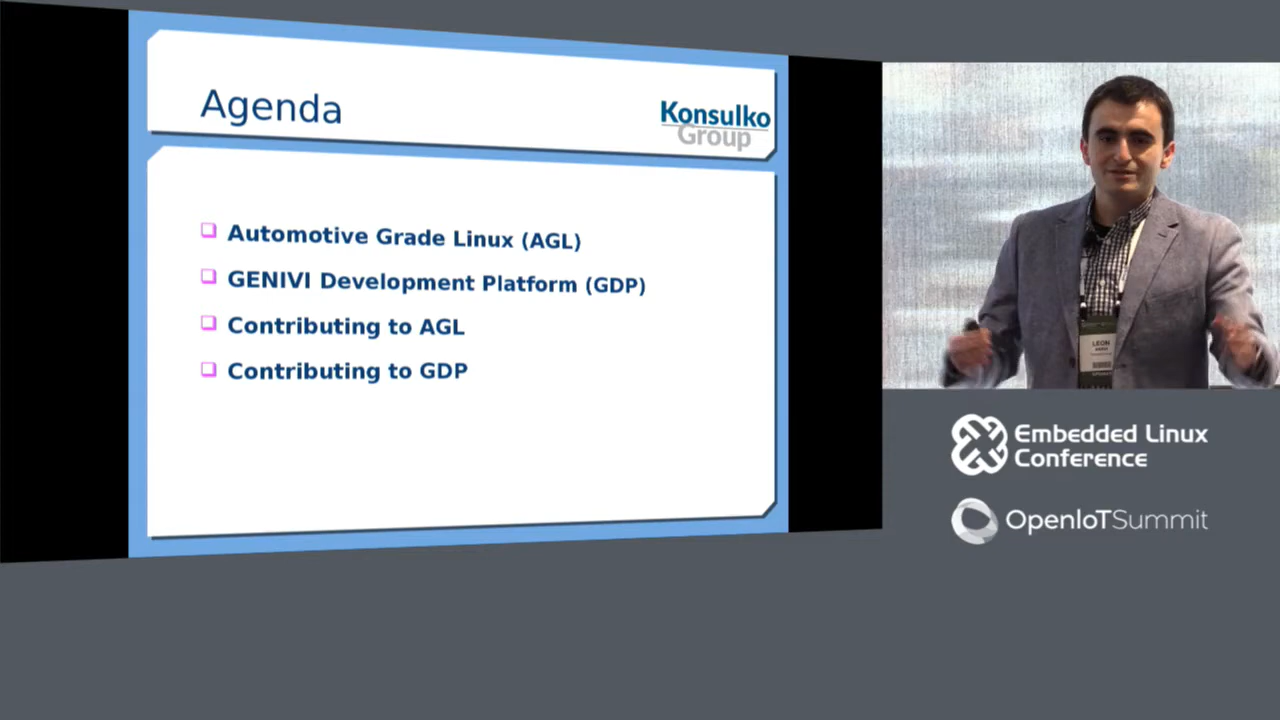 Agenda
Konsulko
Group
Automotive Grade Linux (AGL)
GENIVI Development Platform (GDP)
Contributing to AGL
Contributing to GDP
LEON
Embedded Linux
Conference
OpenIoTSummit